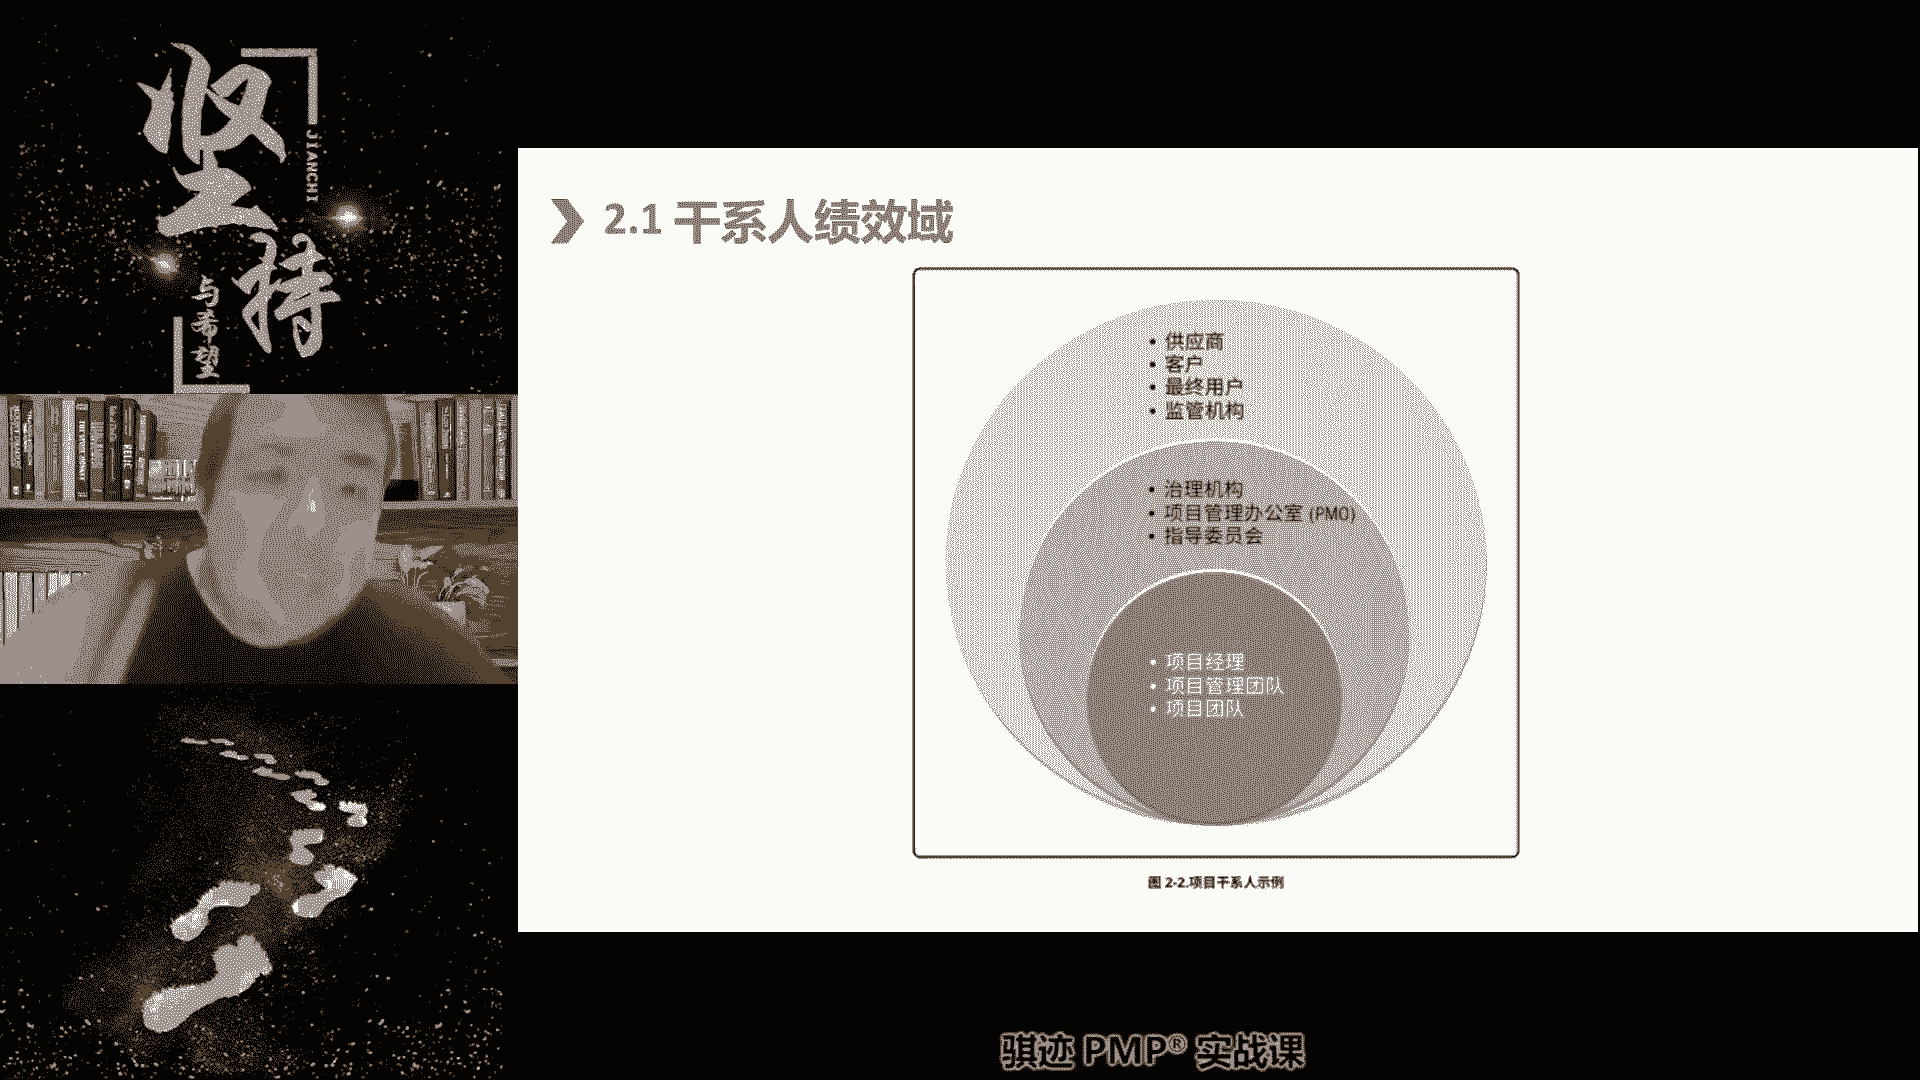 坚持
JIANCHI
与希望
2.1 干系人绩效域
• 供应商
• 客户
• 最终用户
• 监管机构
• 治理机构
• 项目管理办公室 (PMO)
• 指导委员会
• 项目经理
• 项目管理团队
• 项目团队
图 2-2.项目干系人示例
骐迹 PMP® 实战课